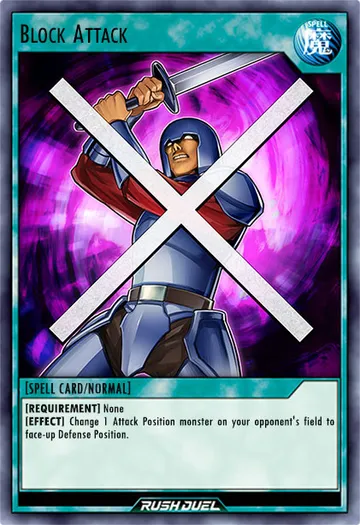 Block Attack
SPELL
魔
[SPELL CARD/NORMAL]
[REQUIREMENT] None
[EFFECT] Change 1 Attack Position monster on your opponent's field to
face-up Defense Position.
RUSH DUEL